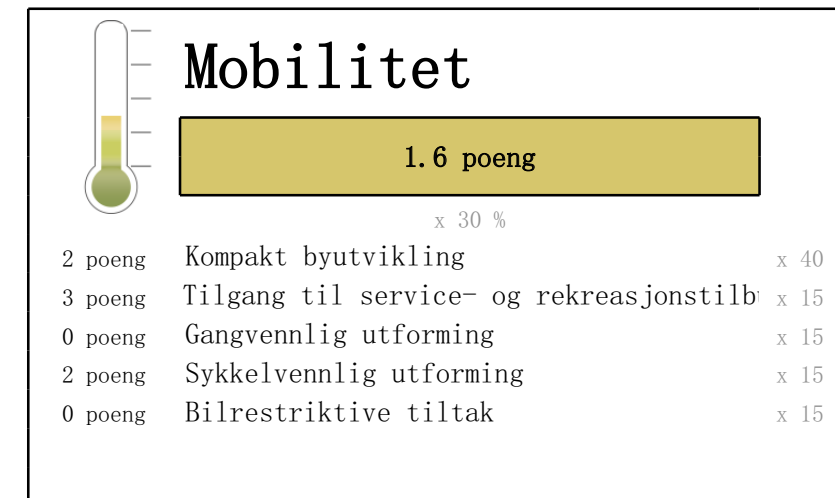 Mobilitet
1.6 poeng
x 30 %
2 poeng Kompakt byutvikling x 40
3 poeng Tilgang til service- og rekreasjonstilb x 15
0 poeng Gangvennlig utforming x 15
2 poeng Sykkelvennlig utforming x 15
0 poeng Bilrestriktive tiltak x 15